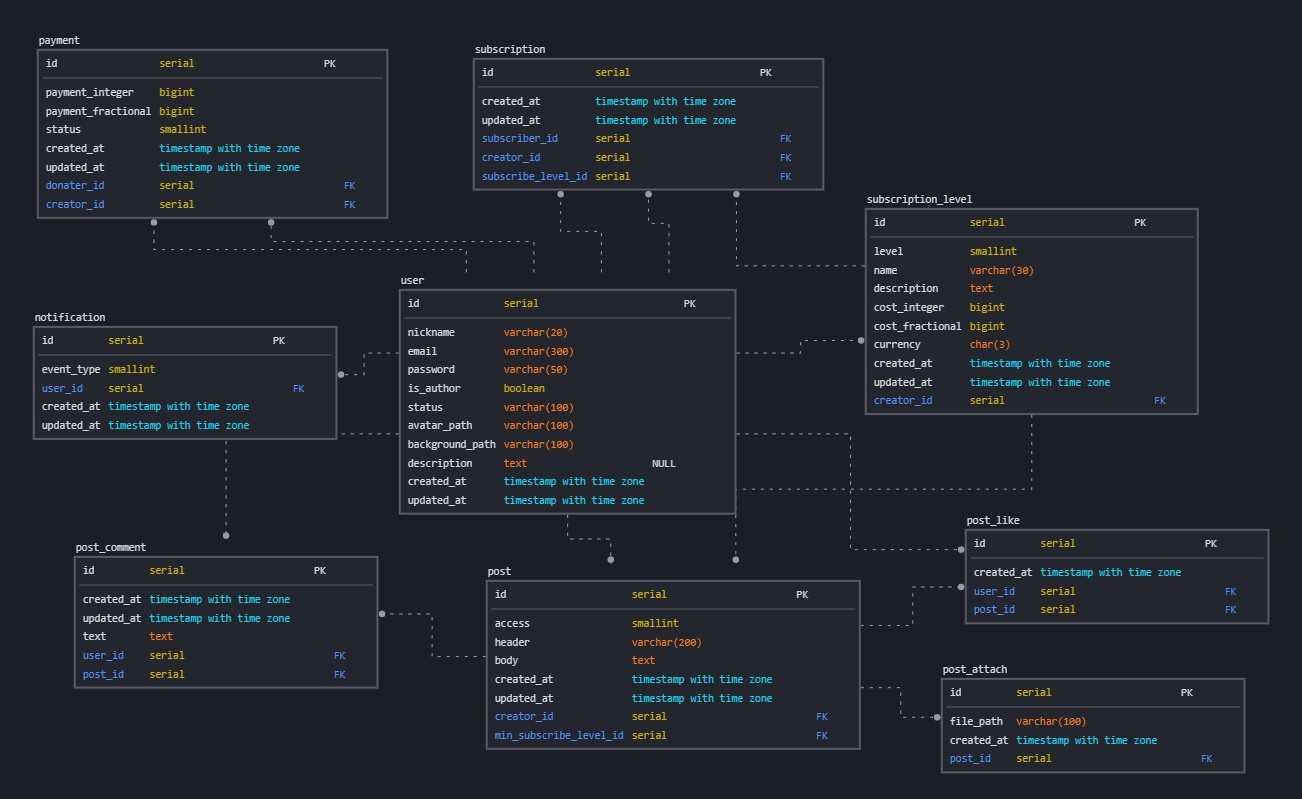 payment
id serial PK
payment_integer bigint
payment_fractional bigint
status smallint
created_at timestamp with time zone
updated_at timestamp with time zone
donater_id serial FK
creator_id serial FK
subscription
id serial PK
created_at timestamp with time zone
updated_at timestamp with time zone
subscriber_id serial FK
creator_id serial FK
subscribe_level_id serial FK
subscription_level
id serial PK
level smallint
name varchar(30)
description text
cost_integer bigint
cost_fractional bigint
currency char(3)
created_at timestamp with time zone
updated_at timestamp with time zone
creator_id serial FK
user
id serial PK
nickname varchar(20)
email varchar(300)
password varchar(50)
is_author boolean
status varchar(100)
avatar_path varchar(100)
background_path varchar(100)
description text NULL
created_at timestamp with time zone
updated_at timestamp with time zone
notification
id serial PK
event_type smallint
user_id serial FK
created_at timestamp with time zone
updated_at timestamp with time zone
post_comment
id serial PK
created_at timestamp with time zone
updated_at timestamp with time zone
text text
user_id serial FK
post_id serial FK
post
id serial PK
access smallint
header varchar(200)
body text
created_at timestamp with time zone
updated_at timestamp with time zone
creator_id serial FK
min_subscribe_level_id serial FK
post_like
id serial PK
created_at timestamp with time zone
user_id serial FK
post_id serial FK
post_attach
id serial PK
file_path varchar(100)
created_at timestamp with time zone
post_id serial FK